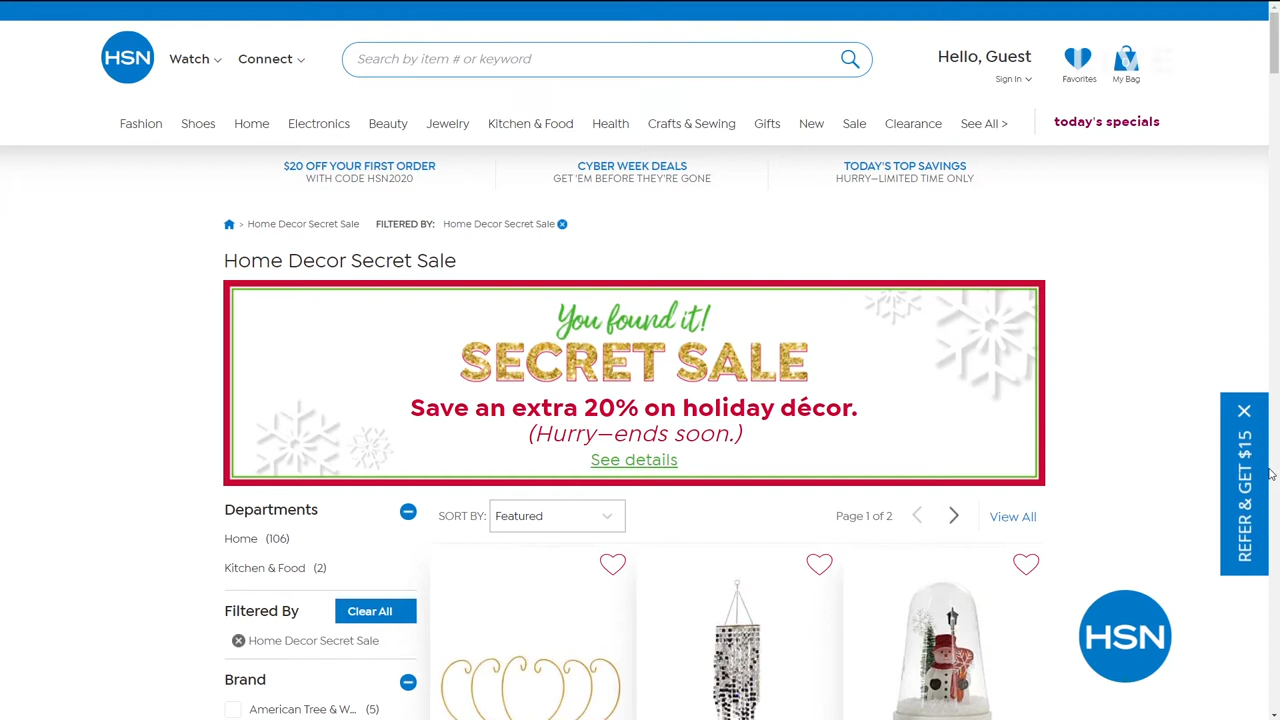 HSN
Watch
Connect
Search by item # or keyword
Hello, Guest
Sign In
Favorites
0
My Bag
Fashion
Shoes
Home
Electronics
Beauty
Jewelry
Kitchen & Food
Health
Crafts & Sewing
Gifts
New
Sale
Clearance
See All >
today's specials
$20 OFF YOUR FIRST ORDER
WITH CODE HSN2020
CYBER WEEK DEALS
GET 'EM BEFORE THEY'RE GONE
TODAY'S TOP SAVINGS
HURRY—LIMITED TIME ONLY
> Home Decor Secret Sale
FILTERED BY:
Home Decor Secret Sale
Home Decor Secret Sale
You found it!
SECRET SALE
Save an extra 20% on holiday décor.
(Hurry—ends soon.)
See details
REFER & GET $15
Departments
Home (106)
Kitchen & Food (2)
Filtered By
Clear All
Home Decor Secret Sale
Brand
American Tree & W... (5)
SORT BY:
Featured
Page 1 of 2
View All
HSN